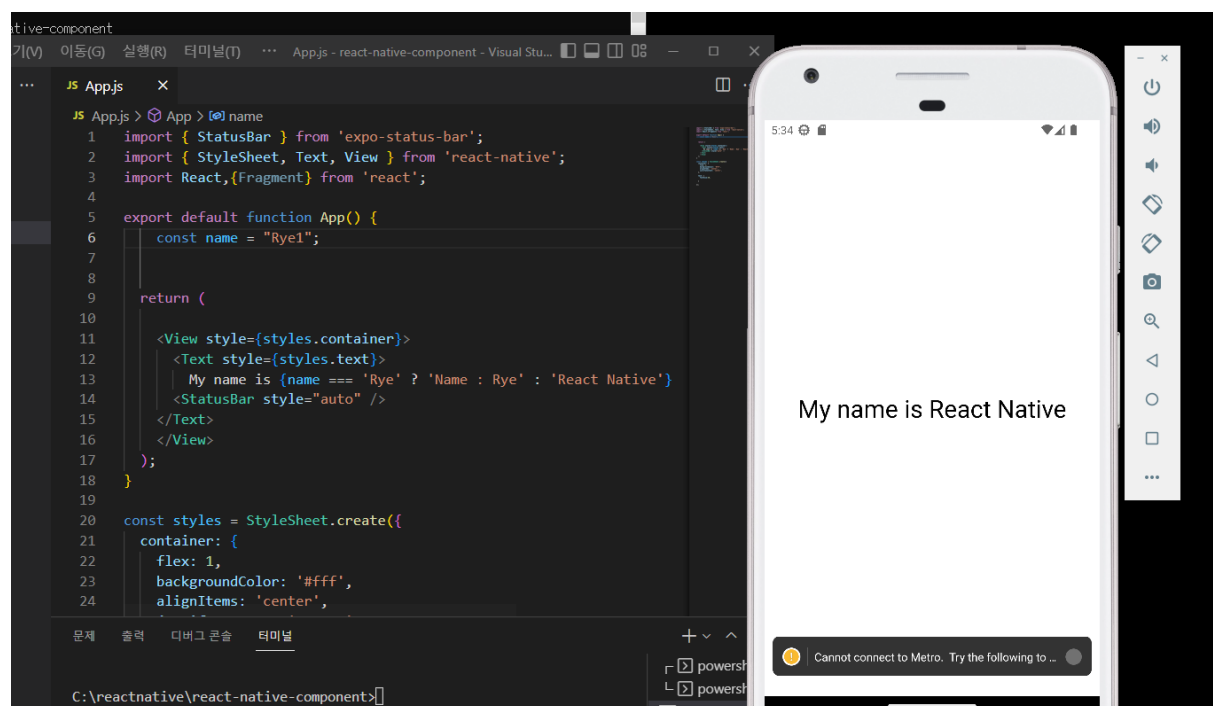 ative-component
기(V) 이동(G) 실행(R) 터미널(T) ··· App.js - react-native-component - Visual Stu...
JS App.js
JS App.js > App > name
1 import { StatusBar } from 'expo-status-bar';
2 import { StyleSheet, Text, View } from 'react-native';
3 import React,{Fragment} from 'react';
4
5 export default function App() {
6 const name = "Rye1";
7
8
9 return (
10
11 <View style={styles.container}>
12 <Text style={styles.text}>
13 My name is {name === 'Rye' ? 'Name : Rye' : 'React Native'}
14 <StatusBar style="auto" />
15 </Text>
16 </View>
17 );
18 }
19
20 const styles = StyleSheet.create({
21 container: {
22 flex: 1,
23 backgroundColor: '#fff',
24 alignItems: 'center',
문제 출력 디버그 콘솔 터미널
powersh
powersh
C:\reactnative\react-native-component>
5:34
My name is React Native
Cannot connect to Metro. Try the following to ...